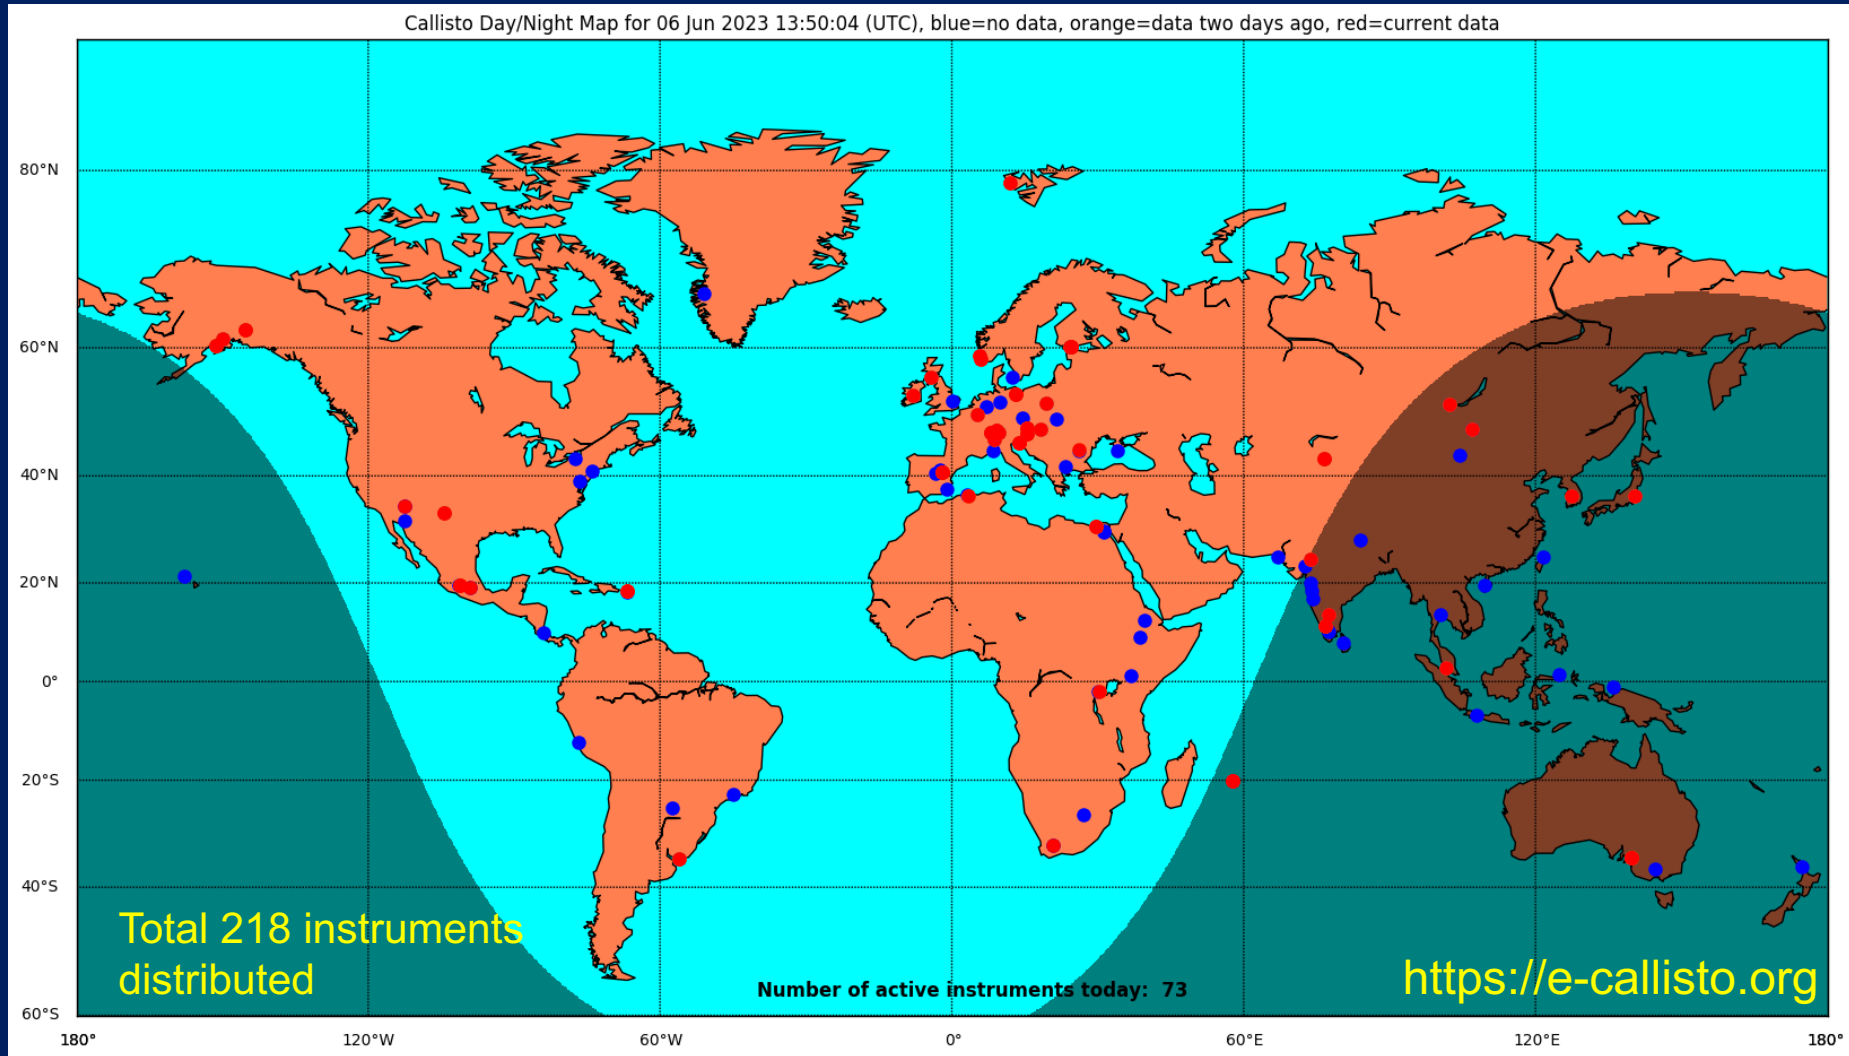 Callisto Day/Night Map for 06 Jun 2023 13:50:04 (UTC), blue=no data, orange=data two days ago, red=current data
80°N
60°N
40°N
20°N
0°
20°S
40°S
60°S
Total 218 instruments
distributed
Number of active instruments today: 73
https://e-callisto.org
180°
120°W
60°W
0°
60°E
120°E
180°